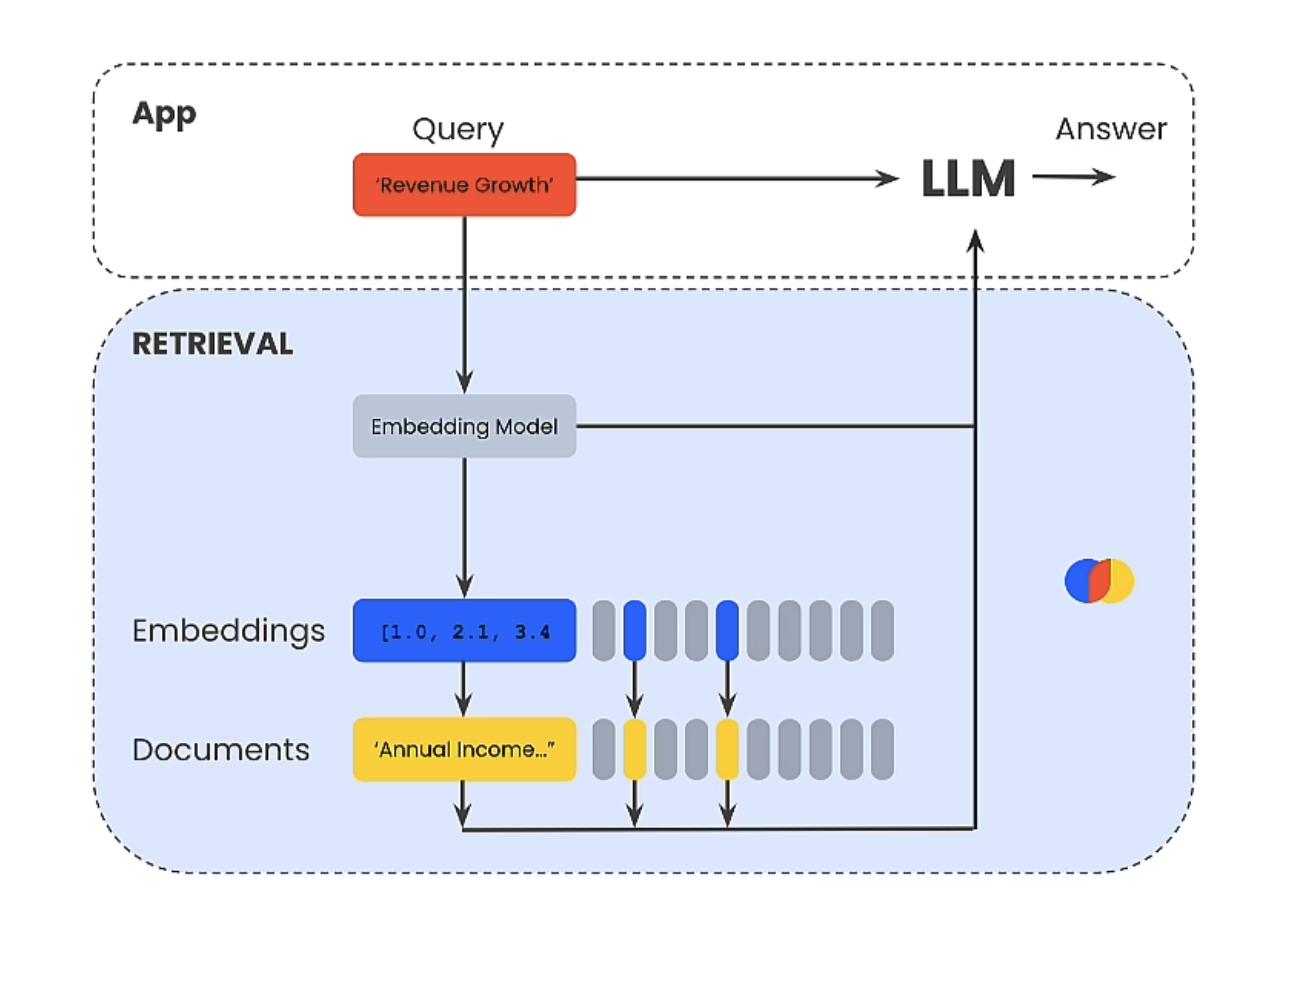 App
Query
Answer
‘Revenue Growth’
LLM
RETRIEVAL
Embedding Model
Embeddings
[1.0, 2.1, 3.4
Documents
‘Annual Income...”